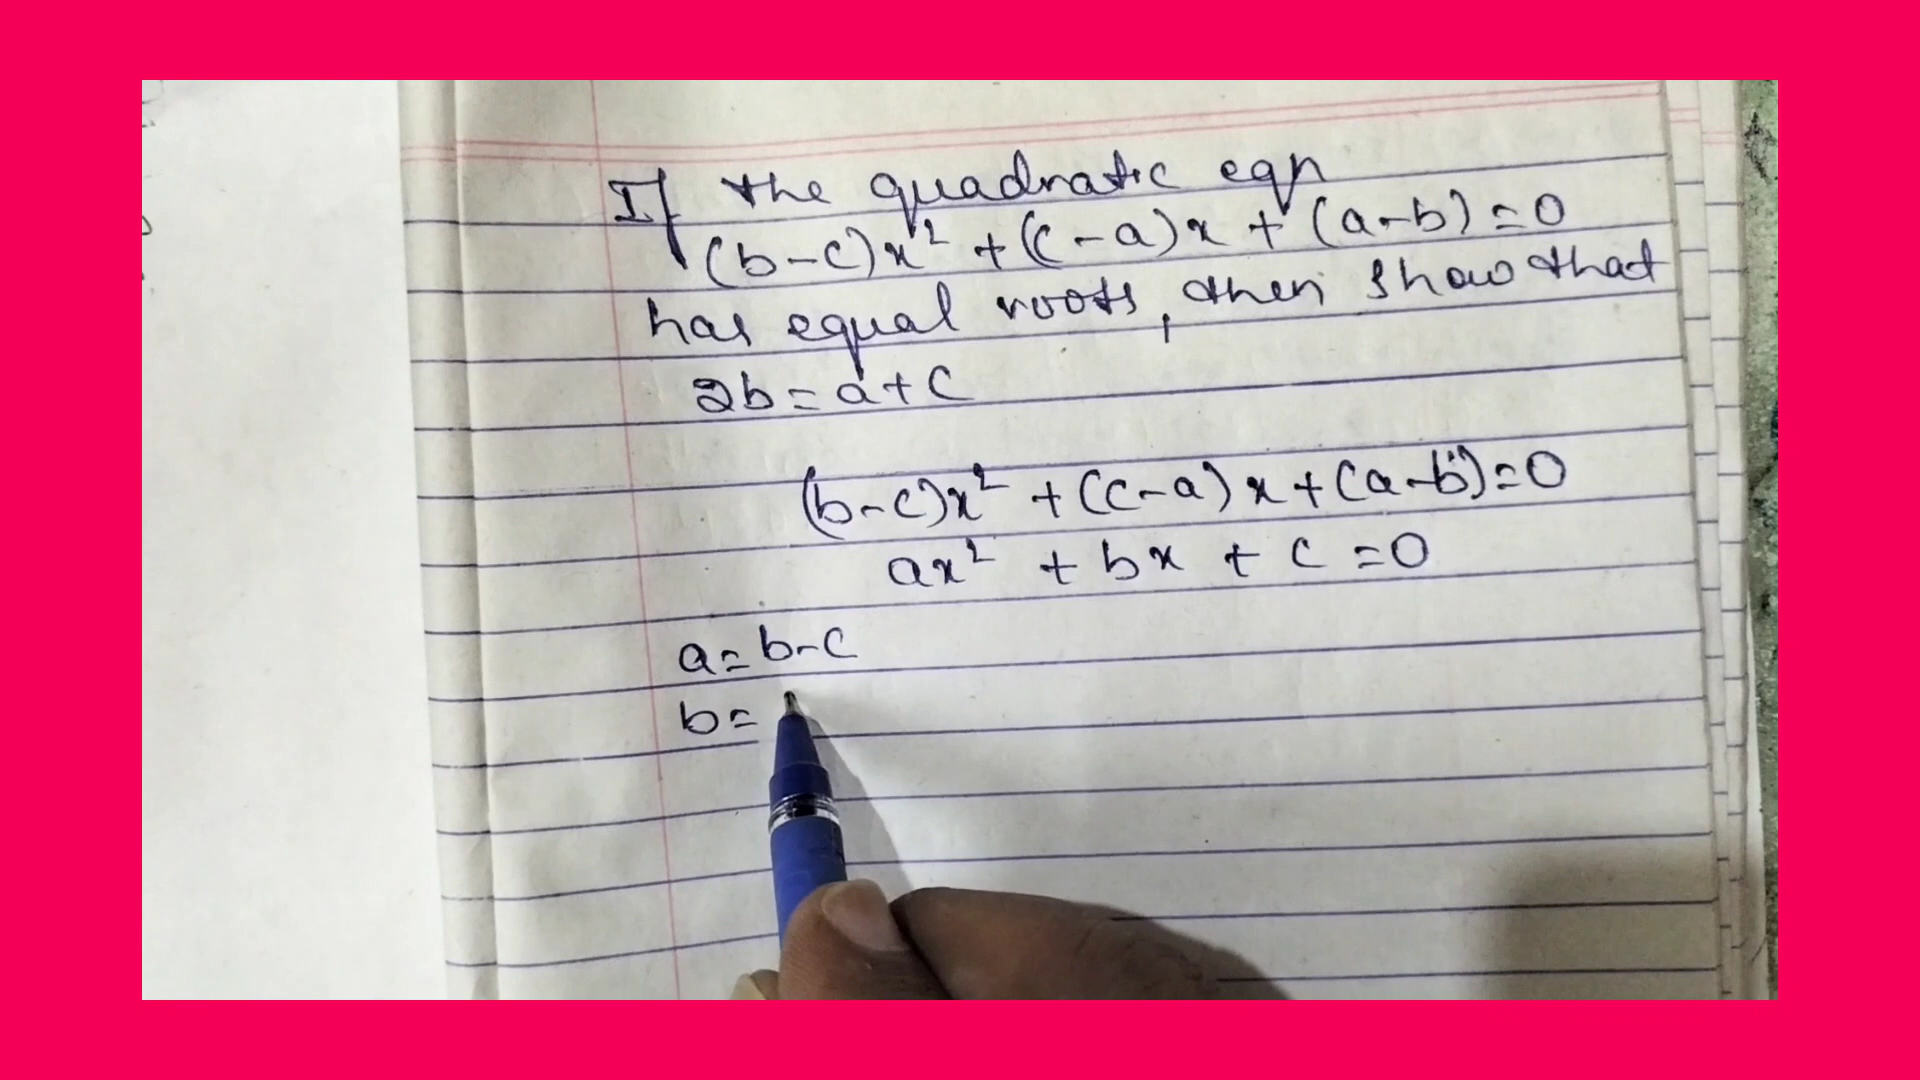 If the quadratic eqn
(b-c)x² + (c-a)x + (a-b) = 0
has equal roots, then show that
2b = a + c
(b-c)x² + (c-a)x + (a-b) = 0
ax² + bx + c = 0
a = b-c
b =